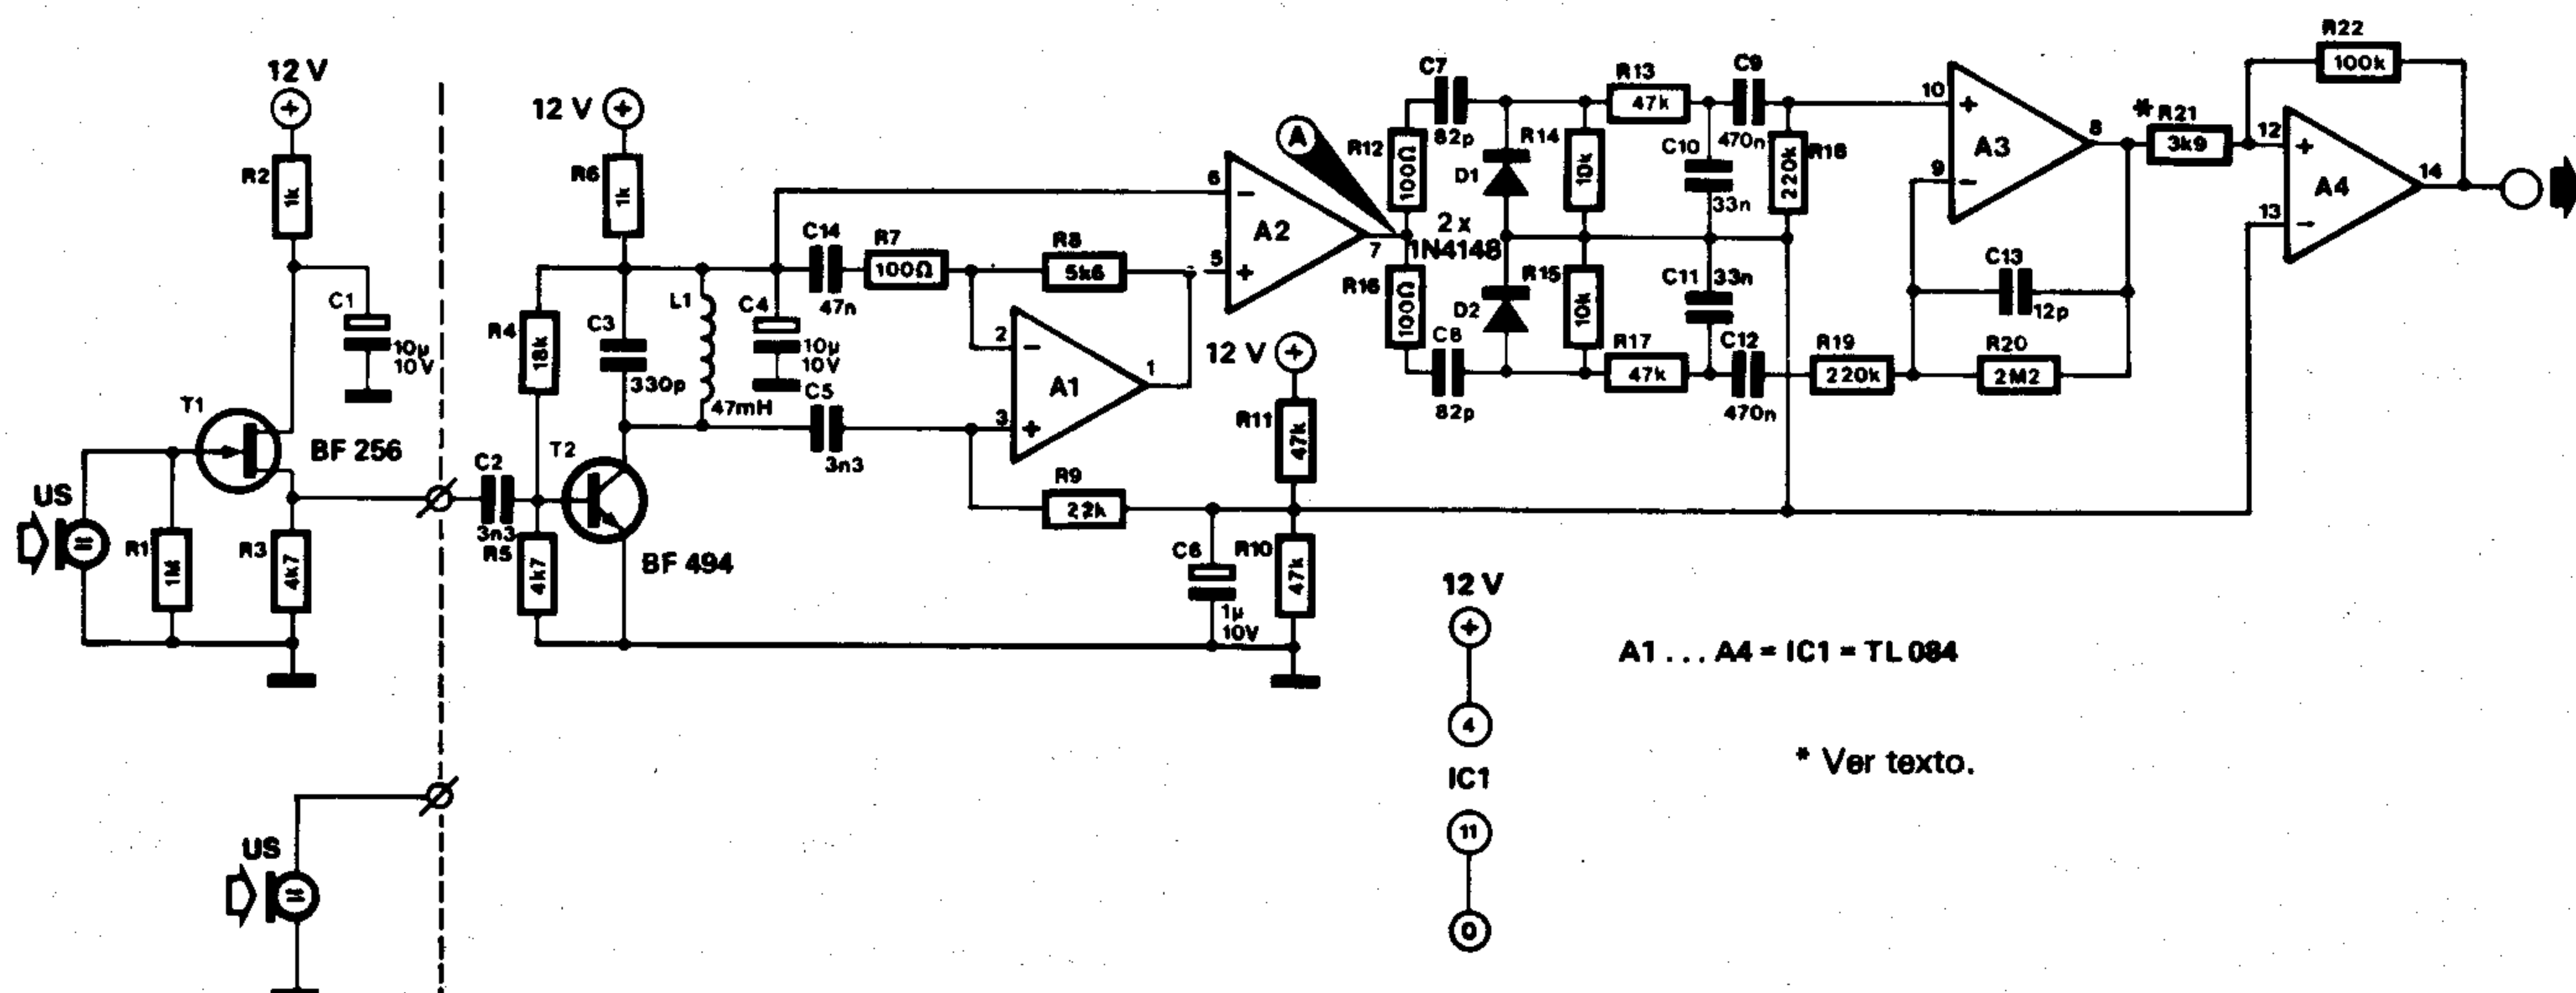 12 V
R2
1k
C1
10µ
10V
T1
BF 256
US
R1
1M
R3
4k7
US
12 V
R6
1k
R4
18k
C3
330p
L1
47mH
C4
10µ
10V
C14
47n
R7
100Ω
R8
5k6
C5
3n3
C2
3n3
R5
4k7
T2
BF 494
2
3
1
A1
R9
22k
C6
1µ
10V
12 V
R11
47k
R10
47k
6
5
7
A2
A
R12
100Ω
R16
100Ω
C7
82p
C8
82p
D1
D2
2 x
1N4148
R14
10k
R15
10k
R13
47k
R17
47k
C10
33n
C11
33n
C9
470n
C12
470n
R18
220k
R19
220k
10
9
8
A3
C13
12p
R20
2M2
* R21
3k9
R22
100k
12
13
14
A4
12 V
4
IC1
11
0
A1 ... A4 = IC1 = TL 084
* Ver texto.